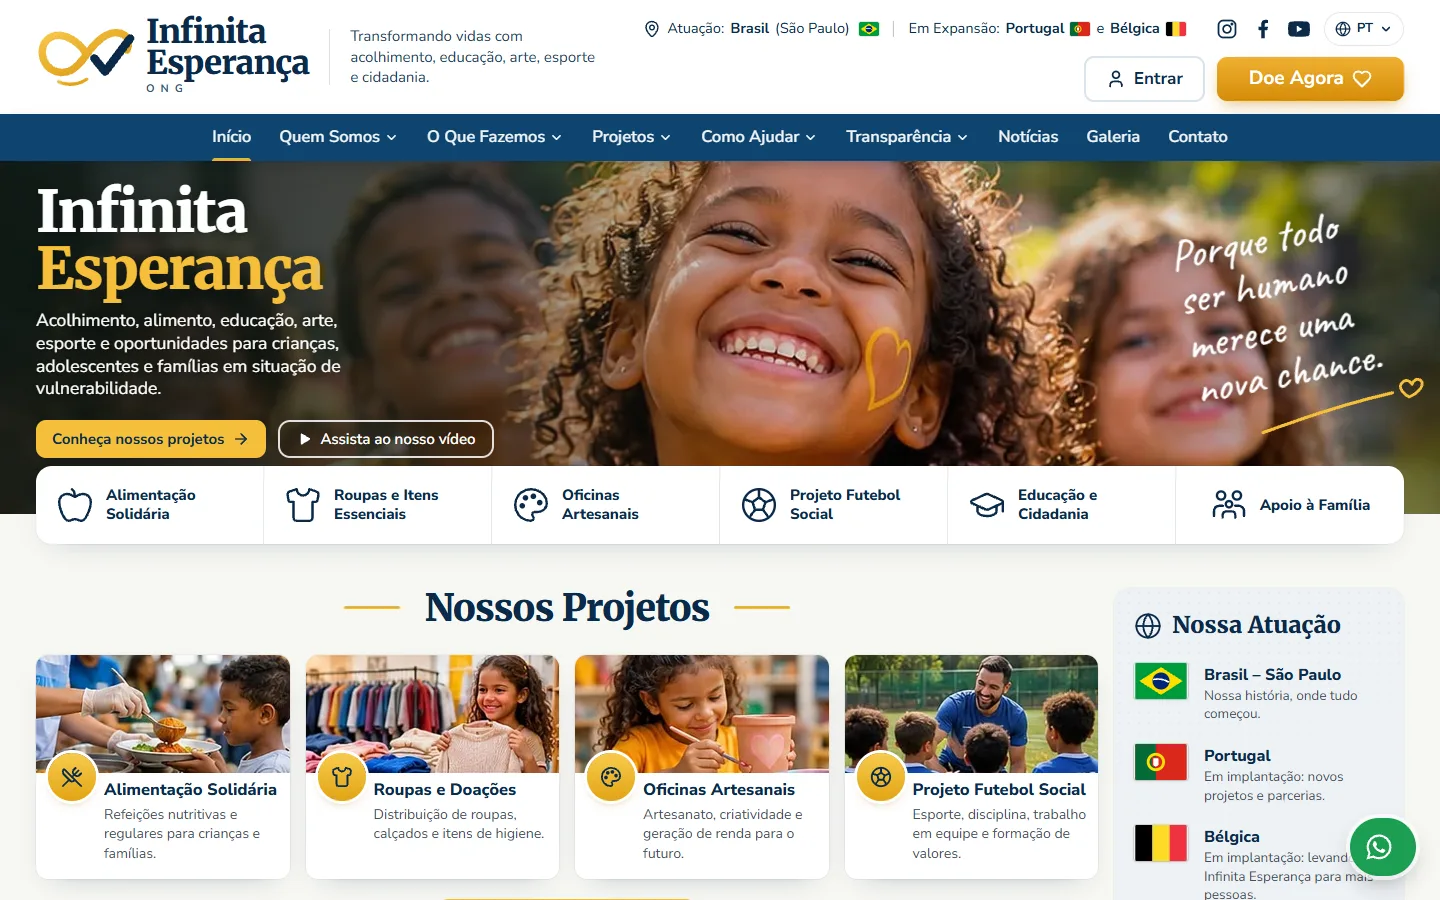 Infinita
Esperança
ONG
Transformando vidas com
acolhimento, educação, arte, esporte
e cidadania.
Atuação: Brasil (São Paulo)
Em Expansão: Portugal e Bélgica
PT
Entrar
Doe Agora
Início Quem Somos O Que Fazemos Projetos Como Ajudar Transparência Notícias Galeria Contato
Infinita
Esperança
Acolhimento, alimento, educação, arte,
esporte e oportunidades para crianças,
adolescentes e famílias em situação de
vulnerabilidade.
Conheça nossos projetos
Assista ao nosso vídeo
Porque todo
ser humano
merece uma
nova chance.
Alimentação
Solidária
Roupas e Itens
Essenciais
Oficinas
Artesanais
Projeto Futebol
Social
Educação e
Cidadania
Apoio à Família
Nossos Projetos
Alimentação Solidária
Refeições nutritivas e
regulares para crianças e
famílias.
Roupas e Doações
Distribuição de roupas,
calçados e itens de higiene.
Oficinas Artesanais
Artesanato, criatividade e
geração de renda para o
futuro.
Projeto Futebol Social
Esporte, disciplina, trabalho
em equipe e formação de
valores.
Nossa Atuação
Brasil – São Paulo
Nossa história, onde tudo
começou.
Portugal
Em implantação: novos
projetos e parcerias.
Bélgica
Em implantação: levand
Infinita Esperança para mais
pessoas.